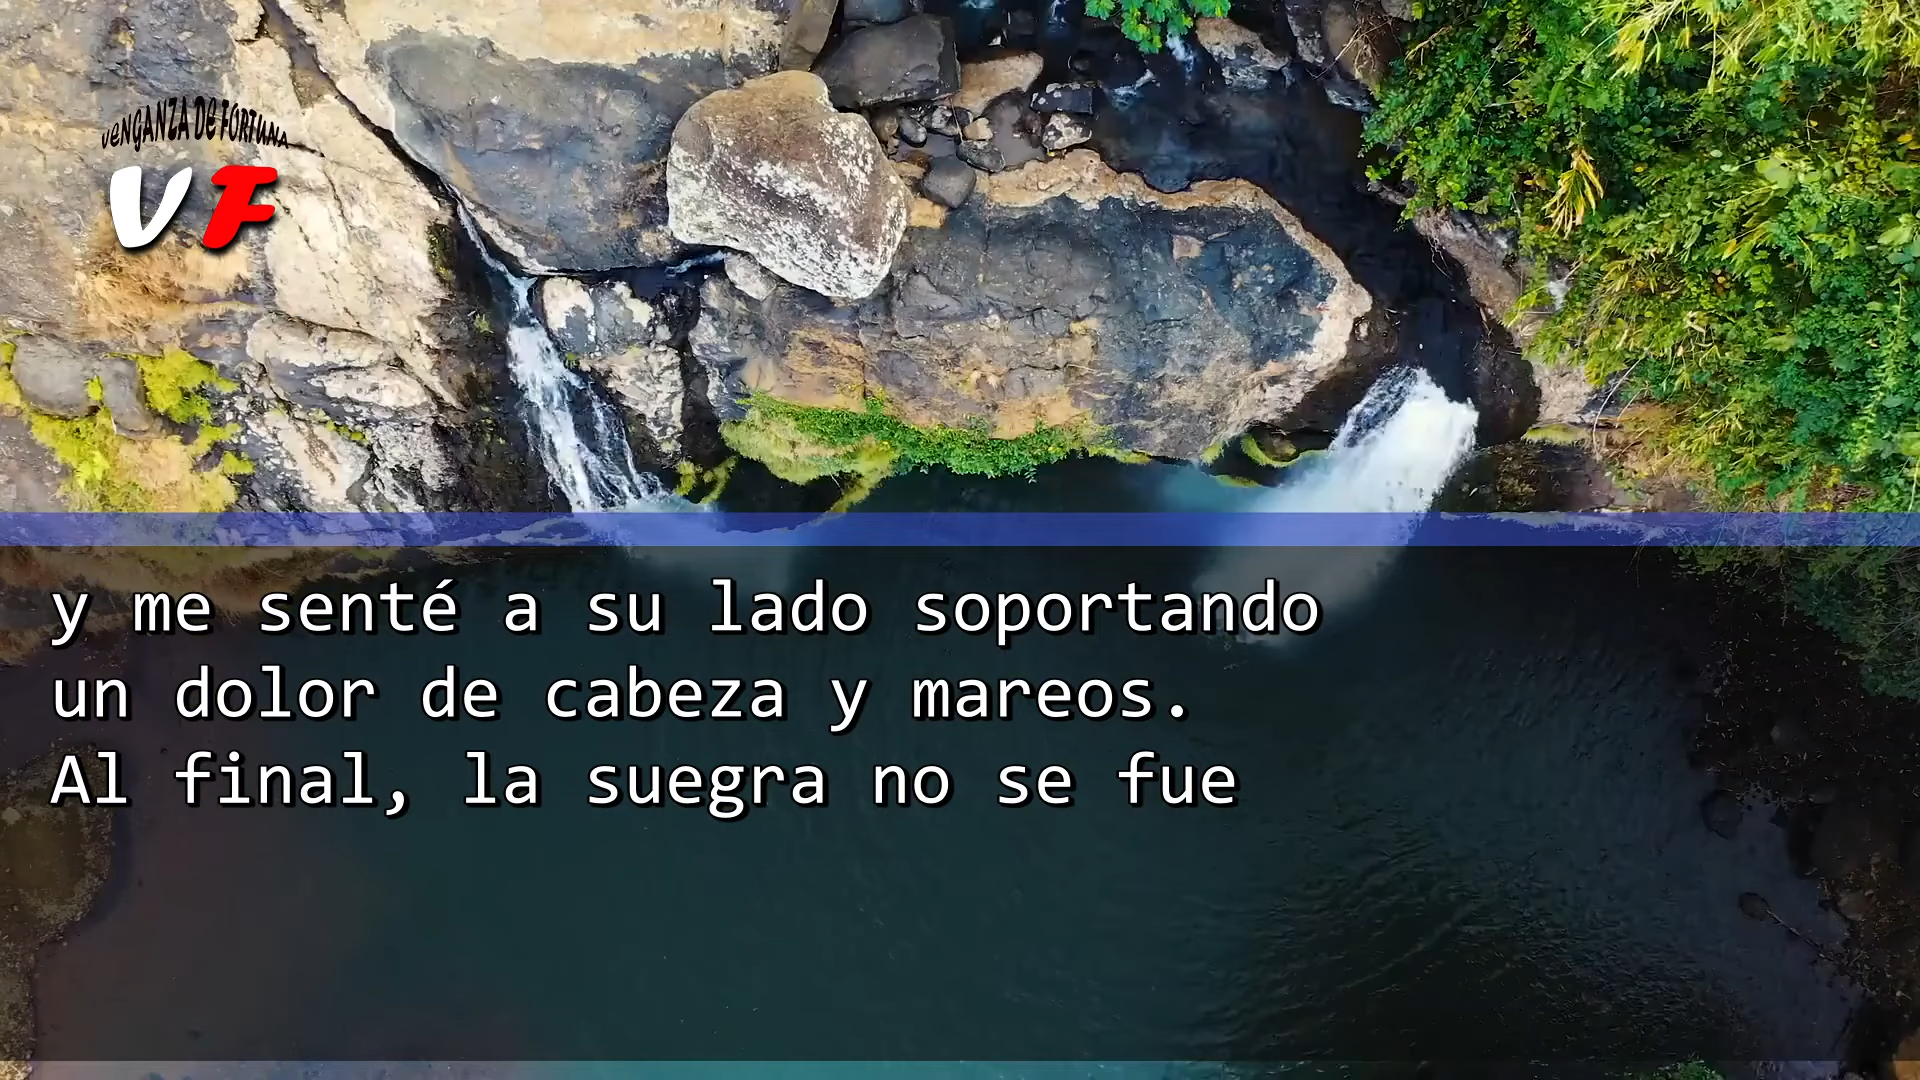 VENGANZA DE FORTUNA
VF
y me senté a su lado soportando
un dolor de cabeza y mareos.
Al final, la suegra no se fue